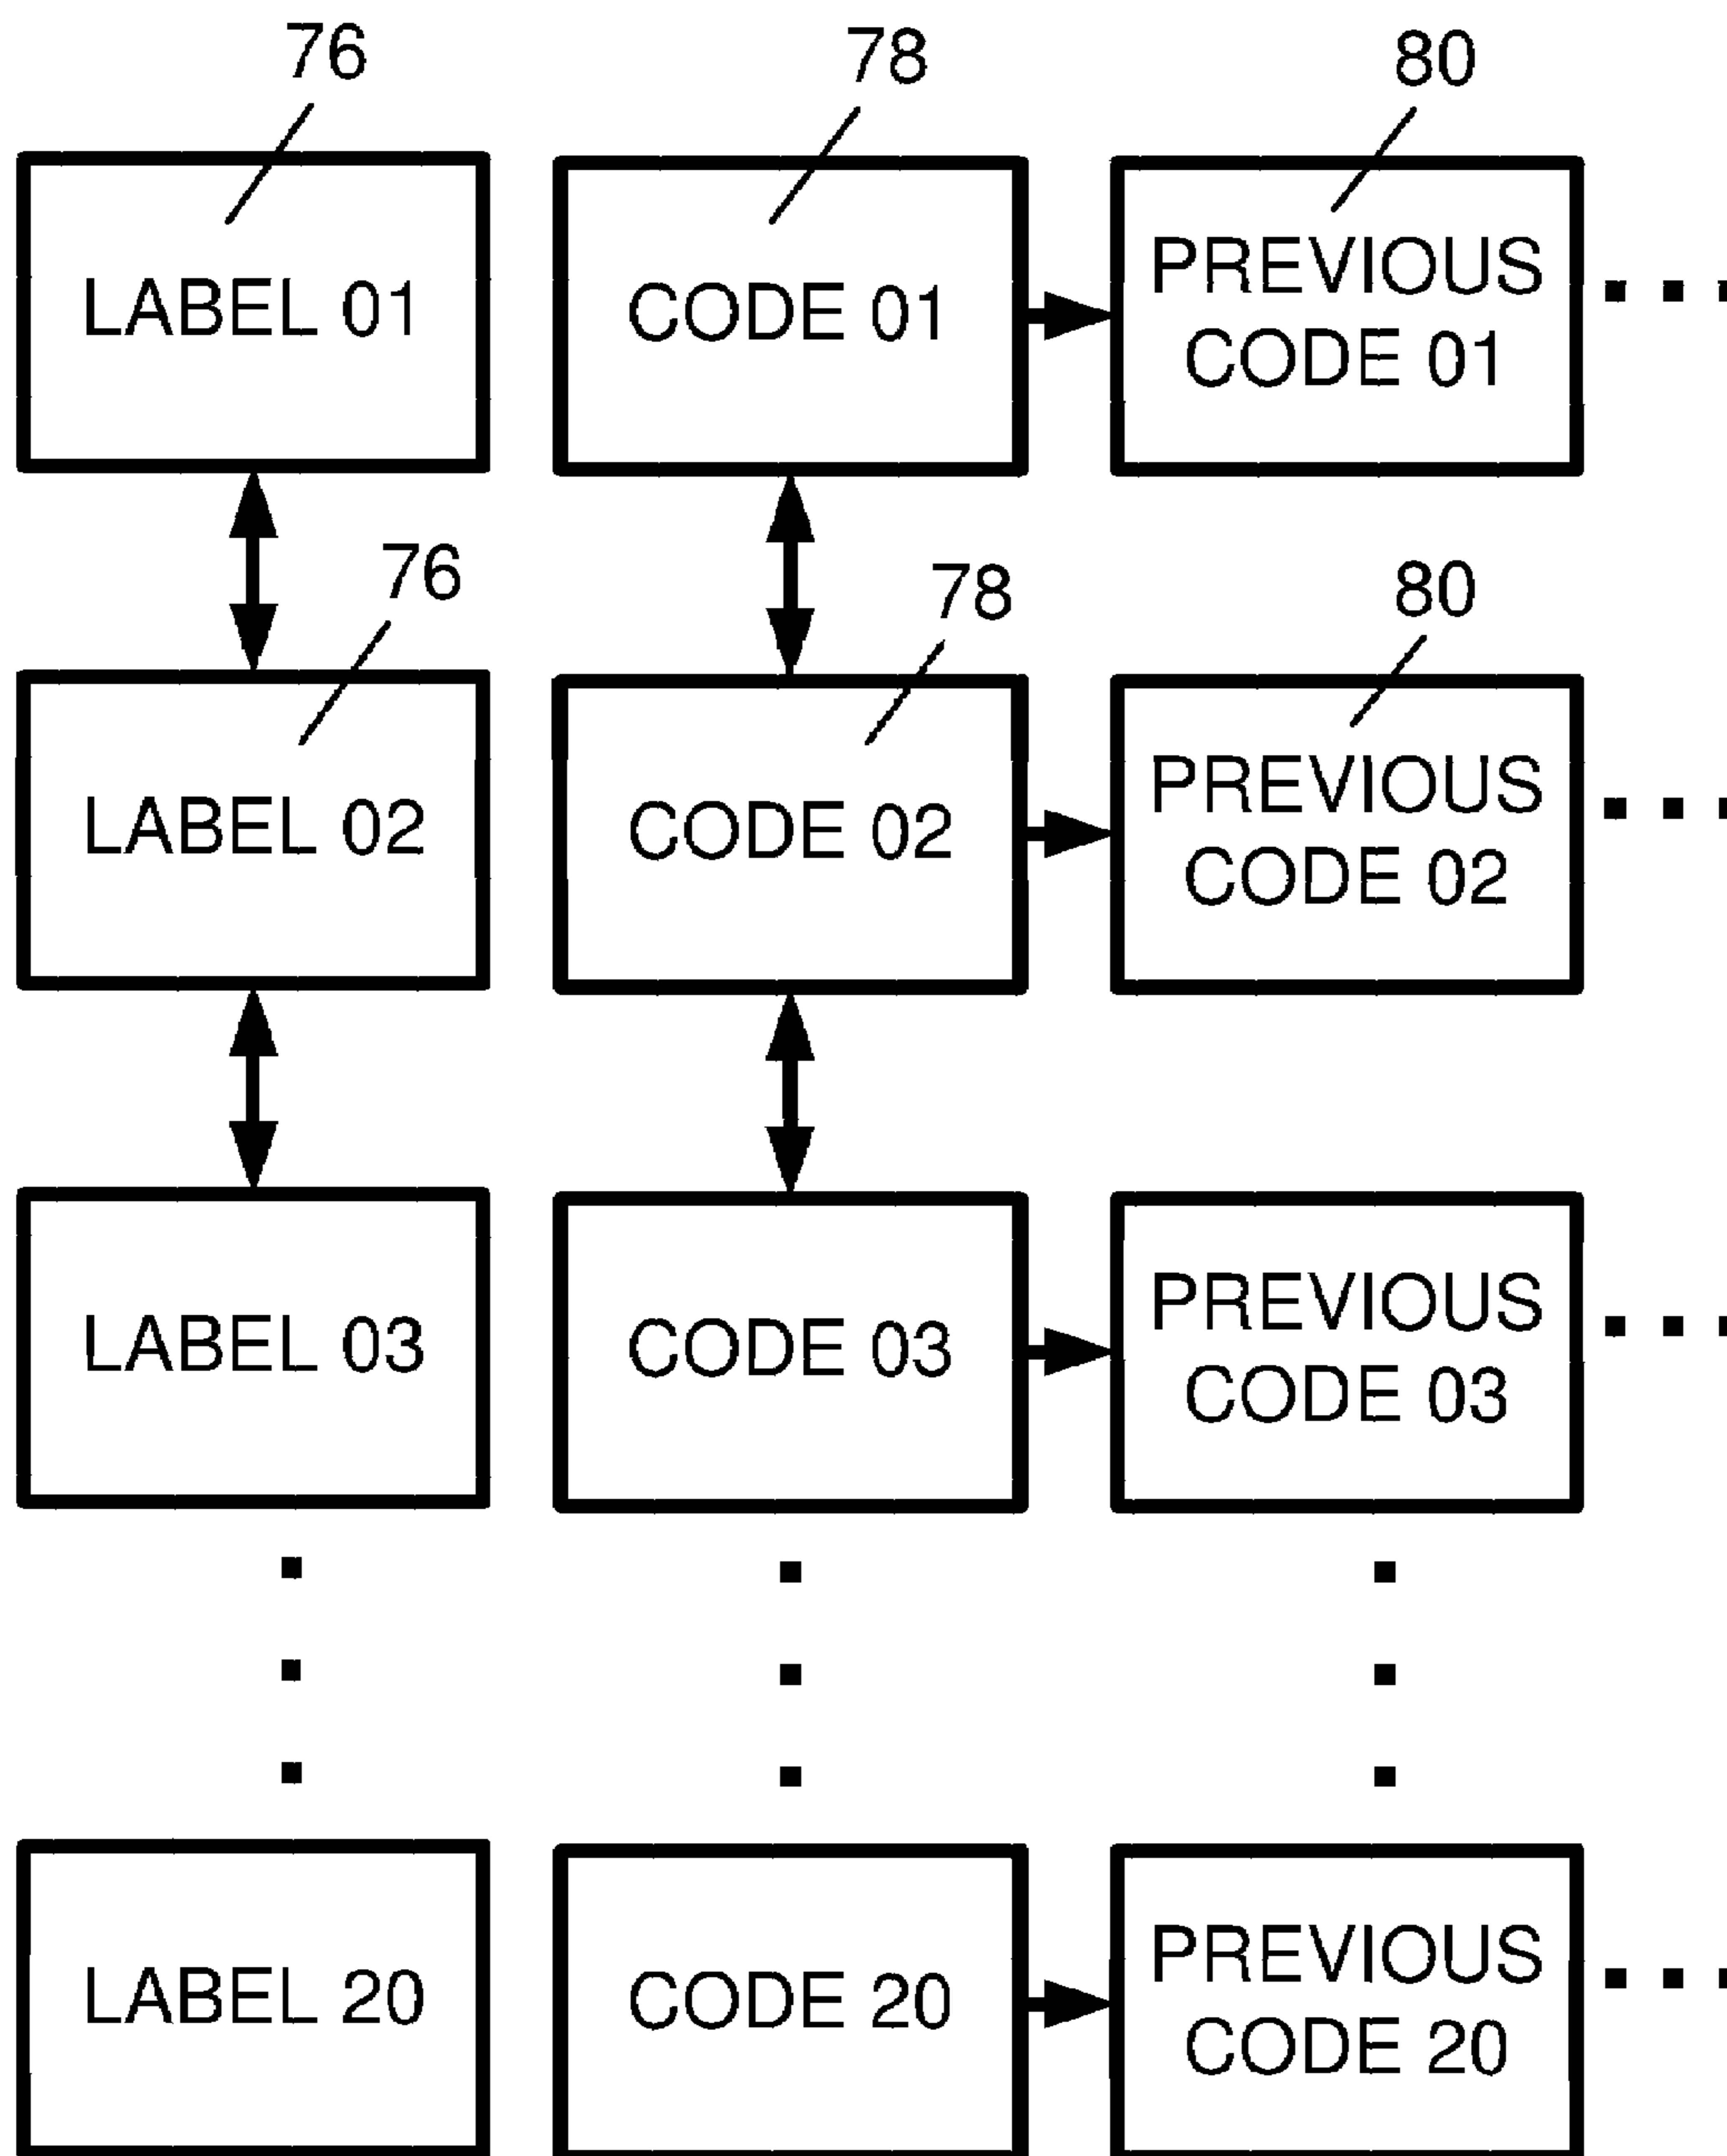 76
78
80
LABEL 01
CODE 01
PREVIOUS
CODE 01
76
78
80
LABEL 02
CODE 02
PREVIOUS
CODE 02
LABEL 03
CODE 03
PREVIOUS
CODE 03
LABEL 20
CODE 20
PREVIOUS
CODE 20